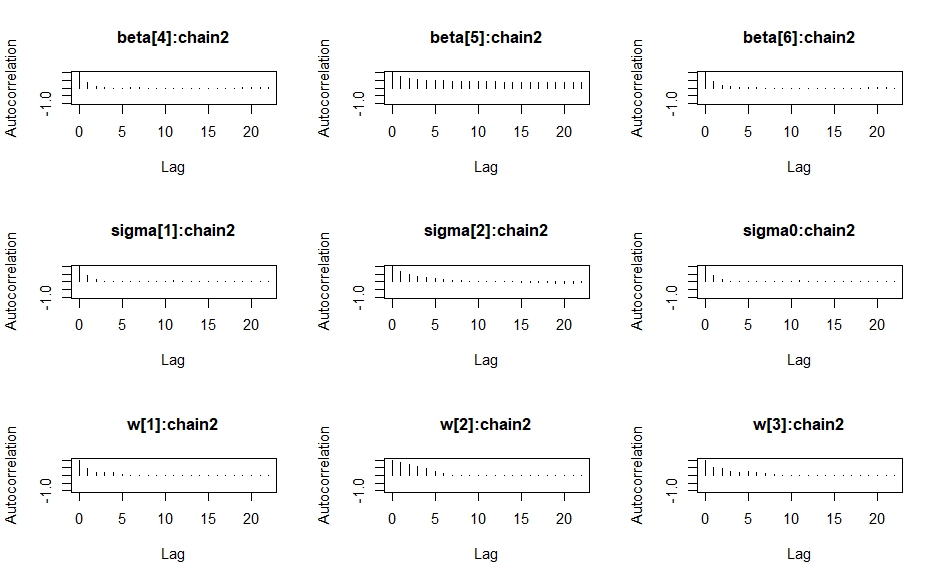 beta[4]:chain2
beta[5]:chain2
beta[6]:chain2
Autocorrelation
-1.0
0 5 10 15 20
Lag
Autocorrelation
-1.0
0 5 10 15 20
Lag
Autocorrelation
-1.0
0 5 10 15 20
Lag
sigma[1]:chain2
sigma[2]:chain2
sigma0:chain2
Autocorrelation
-1.0
0 5 10 15 20
Lag
Autocorrelation
-1.0
0 5 10 15 20
Lag
Autocorrelation
-1.0
0 5 10 15 20
Lag
w[1]:chain2
w[2]:chain2
w[3]:chain2
Autocorrelation
-1.0
0 5 10 15 20
Lag
Autocorrelation
-1.0
0 5 10 15 20
Lag
Autocorrelation
-1.0
0 5 10 15 20
Lag